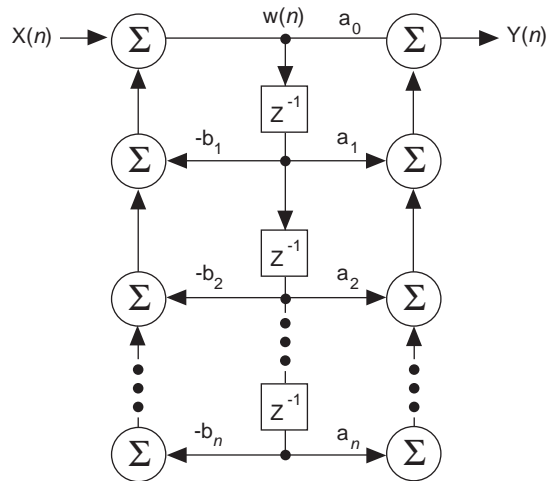 X(n) Σ w(n) a₀ Σ Y(n)
Z⁻¹
Σ -b₁ a₁ Σ
Z⁻¹
Σ -b₂ a₂ Σ
Z⁻¹
Σ -bₙ aₙ Σ